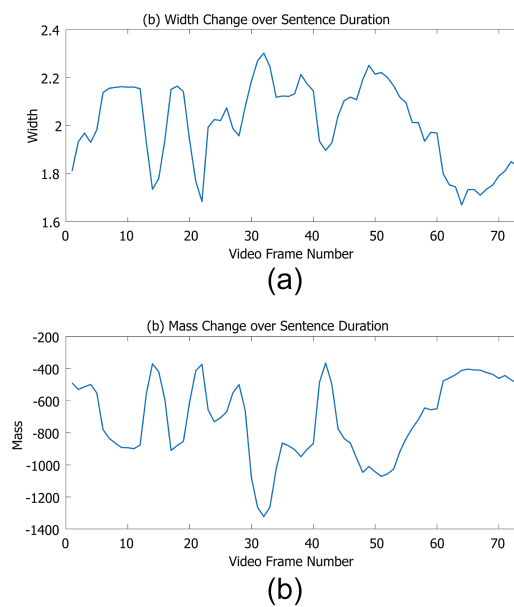 (b) Width Change over Sentence Duration
2.4
2.2
2
1.8
1.6
Width
0 10 20 30 40 50 60 70
Video Frame Number
(a)
(b) Mass Change over Sentence Duration
-200
-400
-600
-800
-1000
-1200
-1400
Mass
0 10 20 30 40 50 60 70
Video Frame Number
(b)